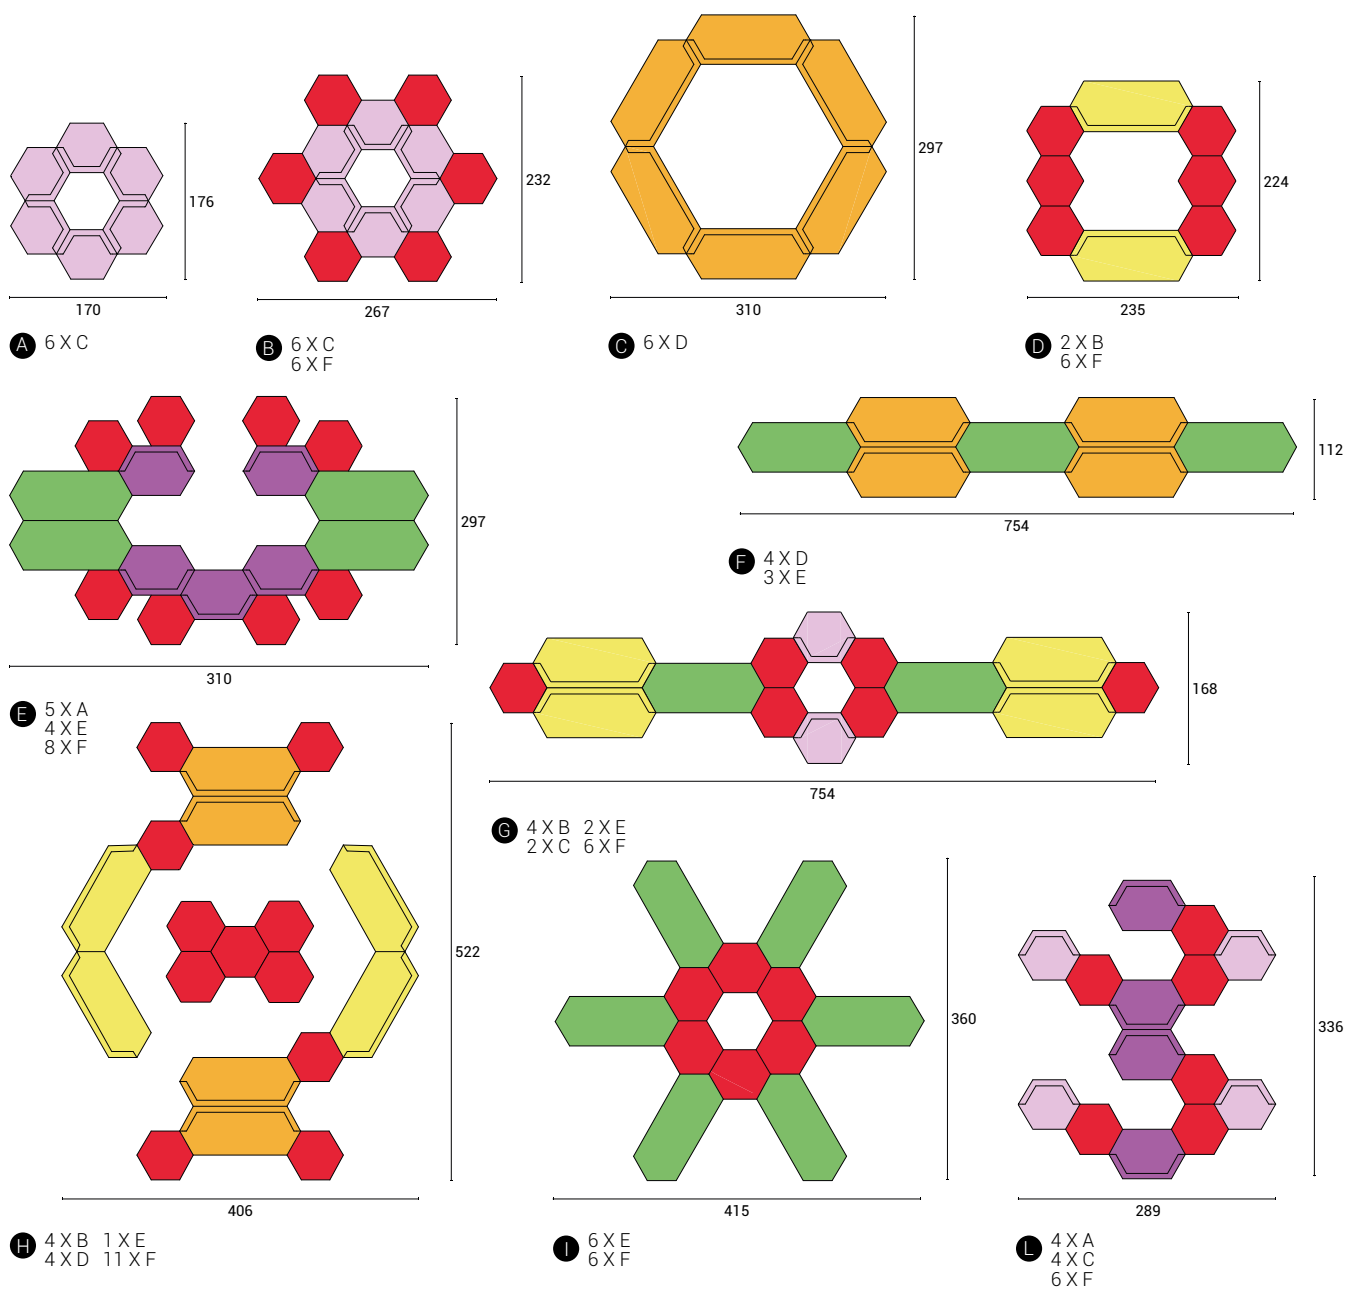 176
170
A 6 X C
232
267
B 6 X C
6 X F
297
310
C 6 X D
224
235
D 2 X B
6 X F
297
310
E 5 X A
4 X E
8 X F
112
754
F 4 X D
3 X E
168
754
G 4 X B 2 X E
2 X C 6 X F
522
406
H 4 X B 1 X E
4 X D 11 X F
360
415
I 6 X E
6 X F
336
289
L 4 X A
4 X C
6 X F